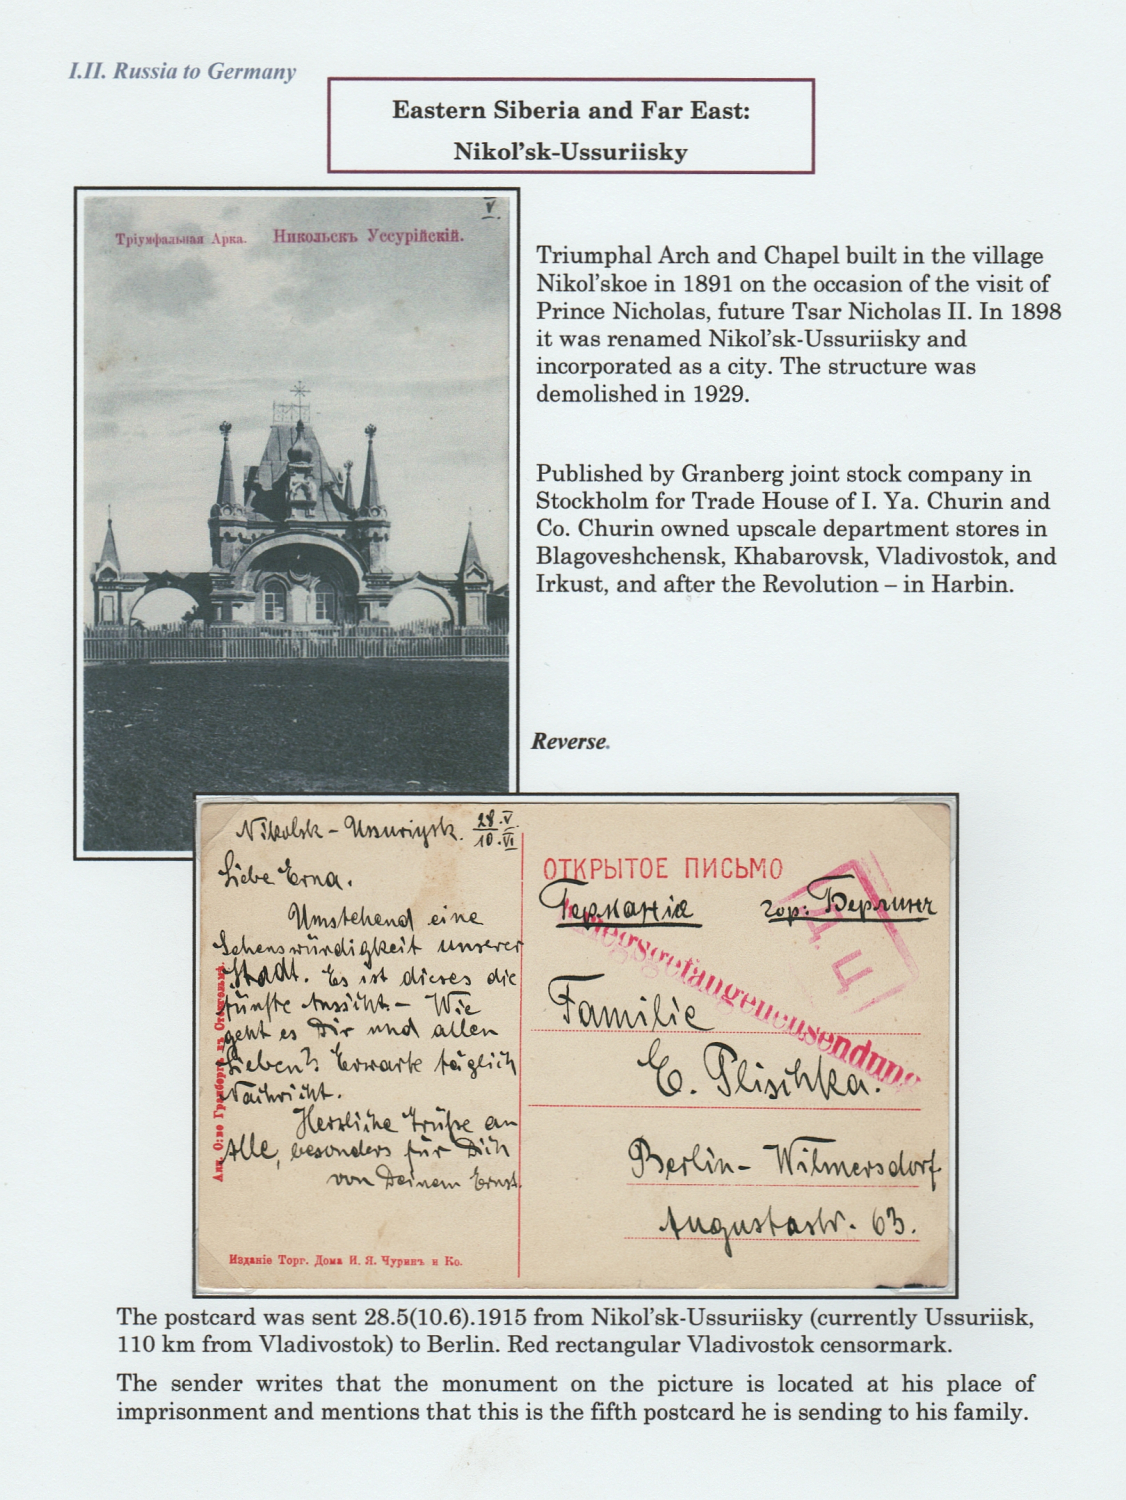 I.II. Russia to Germany
Eastern Siberia and Far East:
Nikol'sk-Ussuriisky
V.
Тріумфальная Арка. Никольскъ Уссурійскій.
Triumphal Arch and Chapel built in the village
Nikol'skoe in 1891 on the occasion of the visit of
Prince Nicholas, future Tsar Nicholas II. In 1898
it was renamed Nikol'sk-Ussuriisky and
incorporated as a city. The structure was
demolished in 1929.
Published by Granberg joint stock company in
Stockholm for Trade House of I. Ya. Churin and
Co. Churin owned upscale department stores in
Blagoveshchensk, Khabarovsk, Vladivostok, and
Irkust, and after the Revolution – in Harbin.
Reverse.
Nikolsk-Ussuriysk. 28.V 10.VI
Liebe Erna.
Umstehend eine
Sehenswürdigkeit unserer
Stadt. Es ist dieses die
fünfte Ansicht.- Wie
geht es Dir und allen
Lieben? Erwarte täglich
Nachricht.
Herzliche Grüße an
Alle, besonders für Dich
von Deinem Ernst.
Акц. О-во Гранбергъ въ Стокгольмѣ.
Изданіе Торг. Дома И. Я. Чуринъ и Ко.
ОТКРЫТОЕ ПИСЬМО
Германія гор: Берлинъ
Д. Ц
Kriegsgefangenensendung
Familie
E. Plischka.
Berlin-Wilmersdorf
Augustastr. 63.
The postcard was sent 28.5(10.6).1915 from Nikol'sk-Ussuriisky (currently Ussuriisk,
110 km from Vladivostok) to Berlin. Red rectangular Vladivostok censormark.
The sender writes that the monument on the picture is located at his place of
imprisonment and mentions that this is the fifth postcard he is sending to his family.